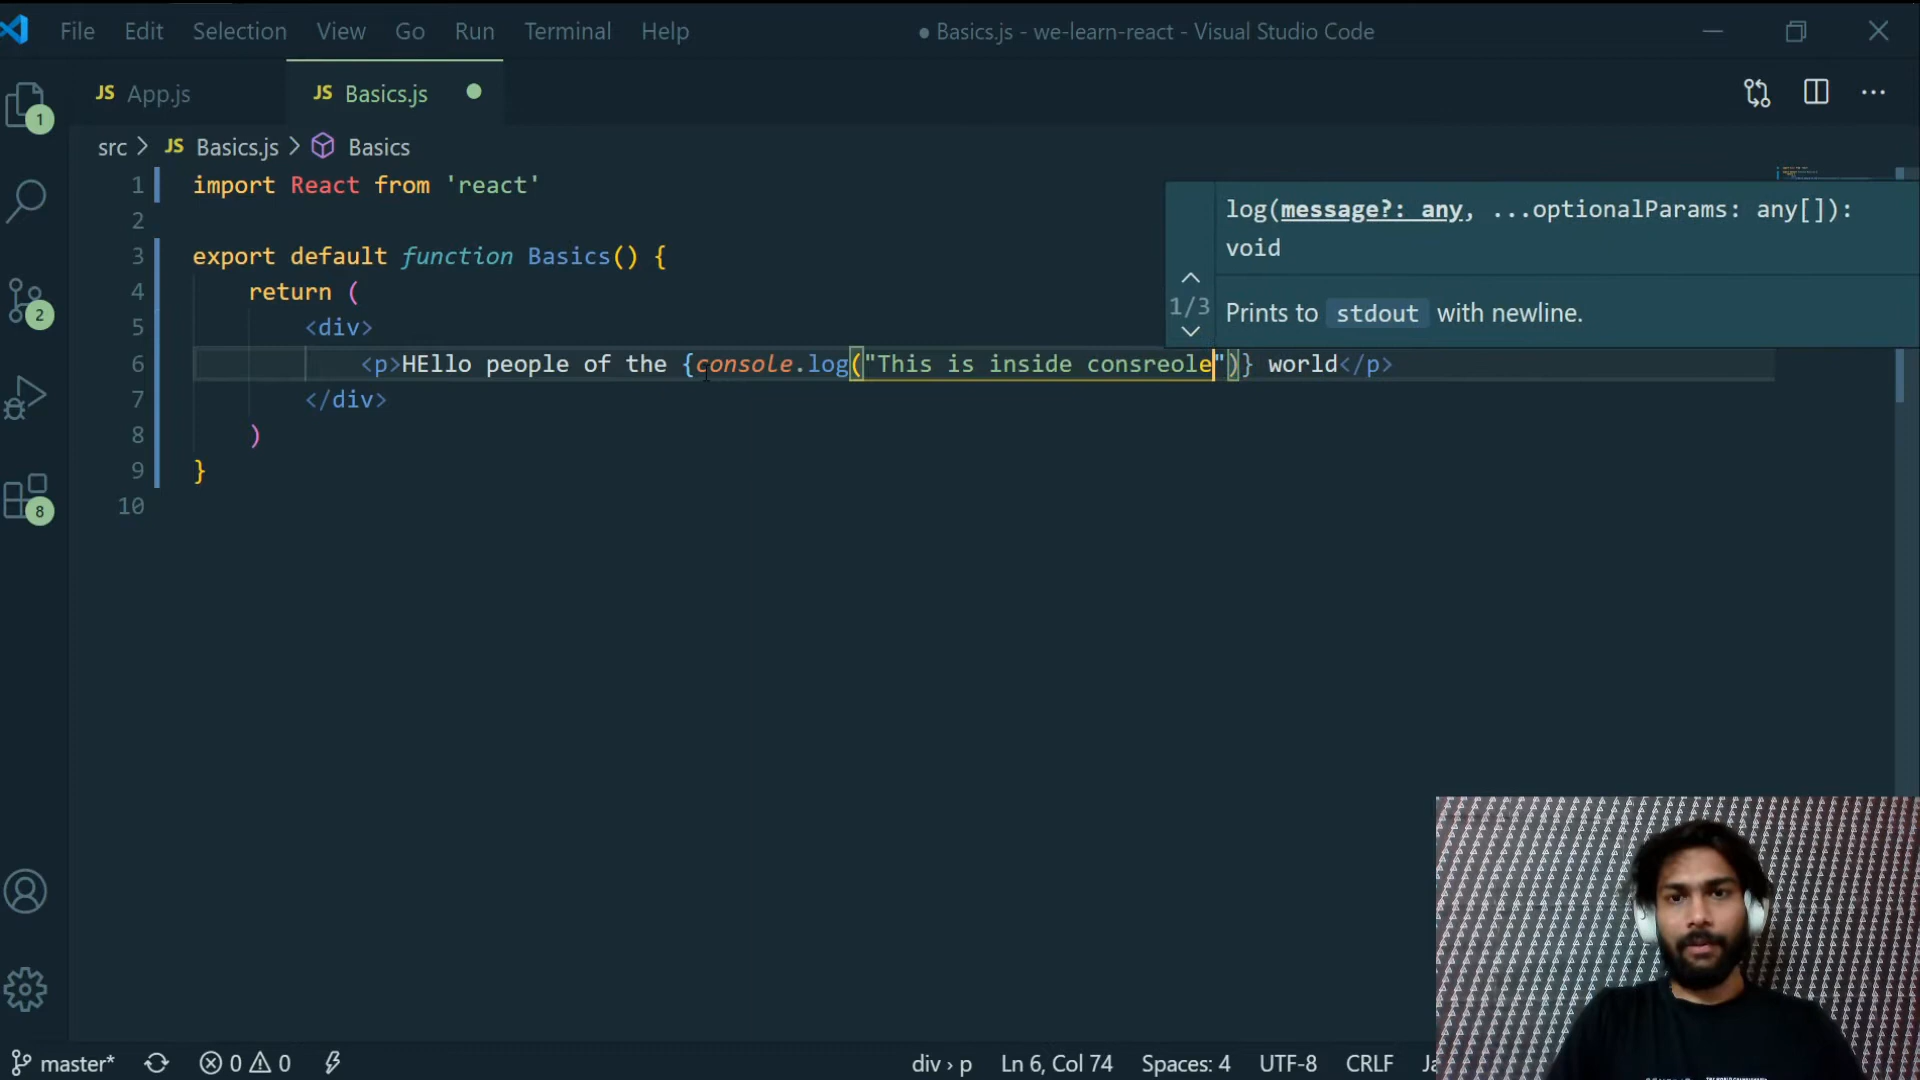 File Edit Selection View Go Run Terminal Help ● Basics.js - we-learn-react - Visual Studio Code
JS App.js JS Basics.js
src > JS Basics.js > Basics
1 import React from 'react'
2
3 export default function Basics() {
4 return (
5 <div>
6 <p>HEllo people of the {console.log("This is inside consreole")} world</p>
7 </div>
8 )
9 }
10
log(message?: any, ...optionalParams: any[]):
void
1/3
Prints to stdout with newline.
1
2
8
master* 0 0 div › p Ln 6, Col 74 Spaces: 4 UTF-8 CRLF